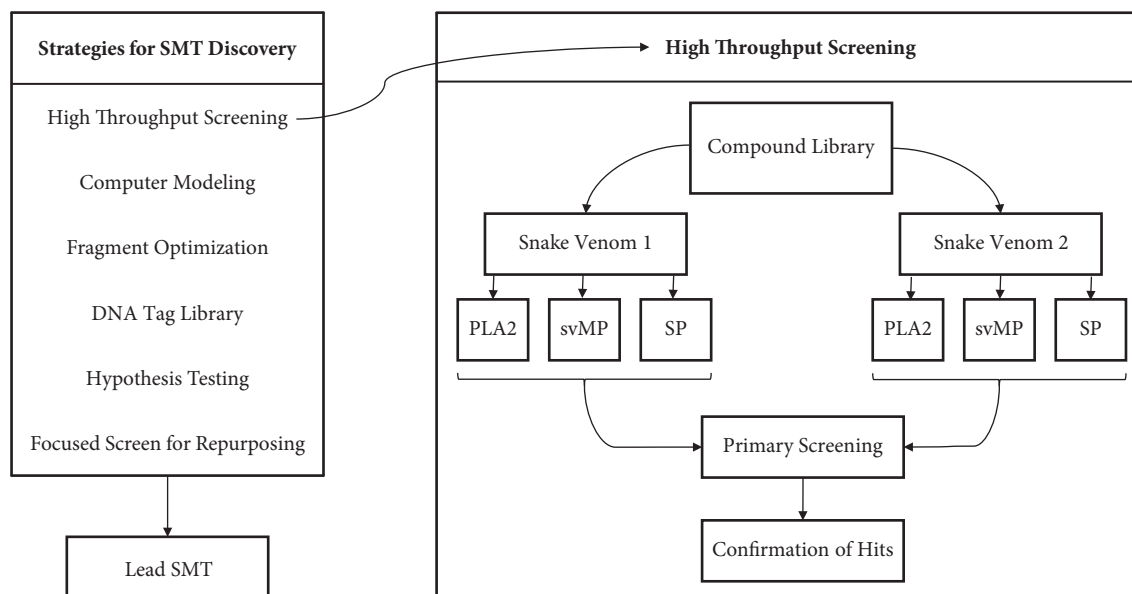 Strategies for SMT Discovery
High Throughput Screening
Computer Modeling
Fragment Optimization
DNA Tag Library
Hypothesis Testing
Focused Screen for Repurposing
Lead SMT
High Throughput Screening
Compound Library
Snake Venom 1
Snake Venom 2
PLA2
svMP
SP
PLA2
svMP
SP
Primary Screening
Confirmation of Hits